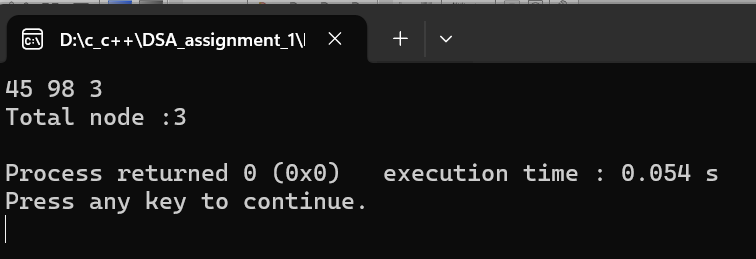 D:\c_c++\DSA_assignment_1\
45 98 3
Total node :3
Process returned 0 (0x0)   execution time : 0.054 s
Press any key to continue.